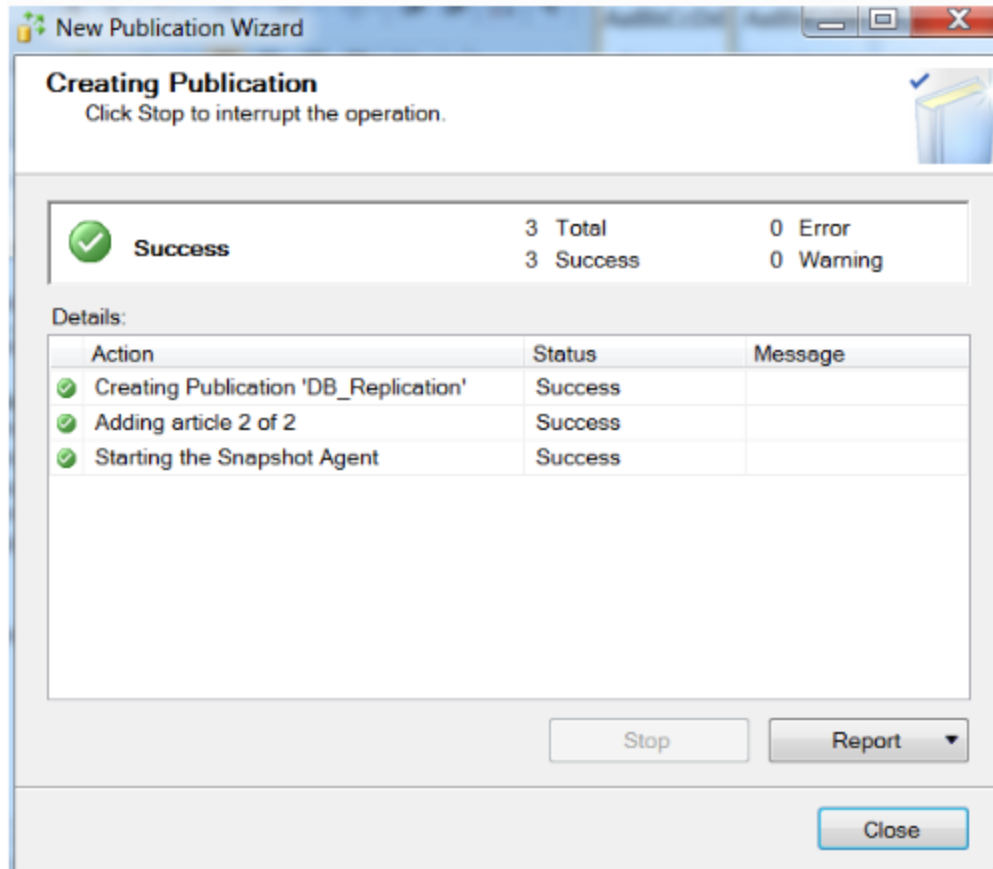 New Publication Wizard
Creating Publication
Click Stop to interrupt the operation.
Success
3 Total
0 Error
3 Success
0 Warning
Details:
Action Status Message
Creating Publication 'DB_Replication' Success
Adding article 2 of 2 Success
Starting the Snapshot Agent Success
Stop
Report
Close